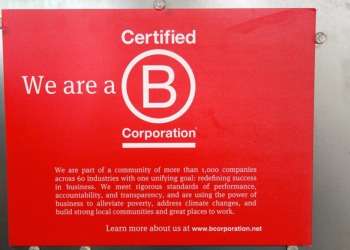 Certified
We are a B
Corporation®
We are part of a community of more than 1,000 companies
across 60 industries with one unifying goal: redefining success
in business. We meet rigorous standards of performance,
accountability, and transparency, and are using the power of
business to alleviate poverty, address climate changes, and
build strong local communities and great places to work.
Learn more about us at www.bcorporation.net